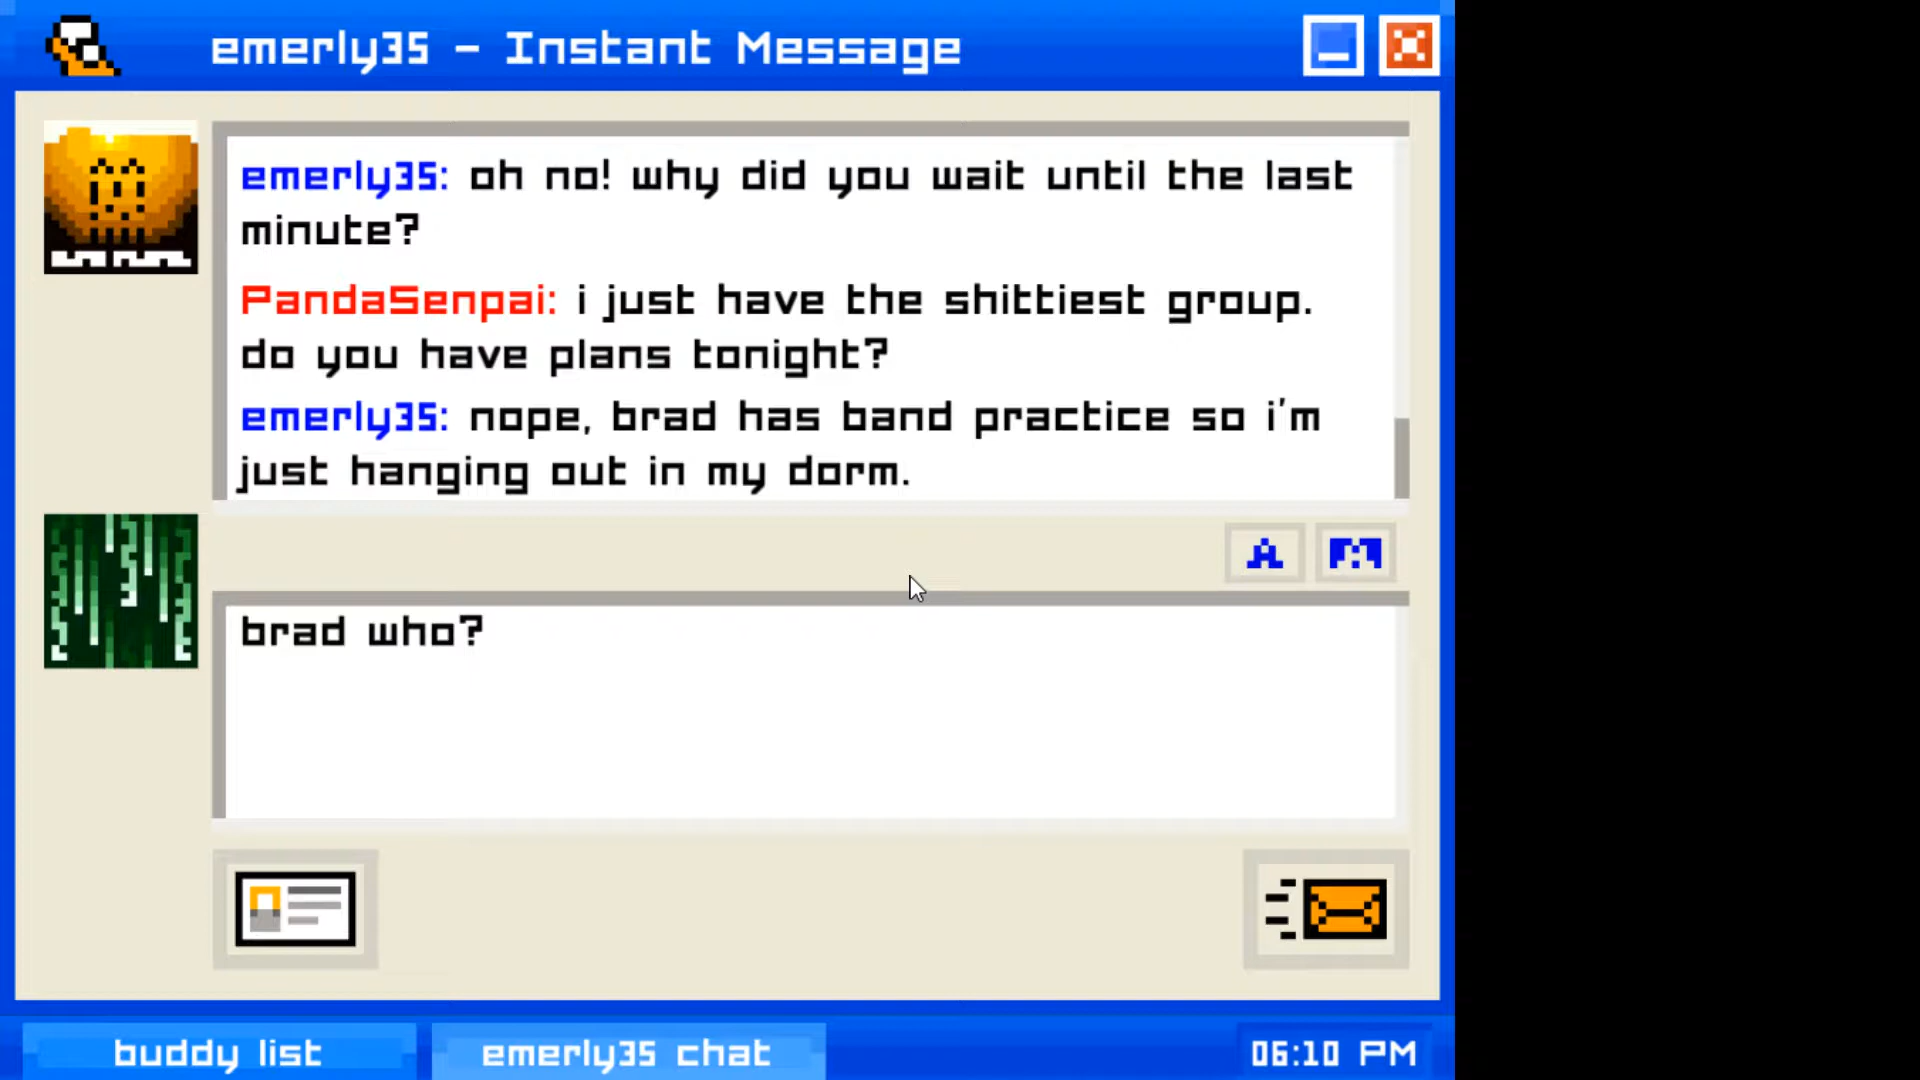 emerly35 - Instant Message
emerly35: oh no! why did you wait until the last
minute?
PandaSenpai: i just have the shittiest group.
do you have plans tonight?
emerly35: nope, brad has band practice so i'm
just hanging out in my dorm.
A
brad who?
buddy list
emerly35 chat
06:10 PM